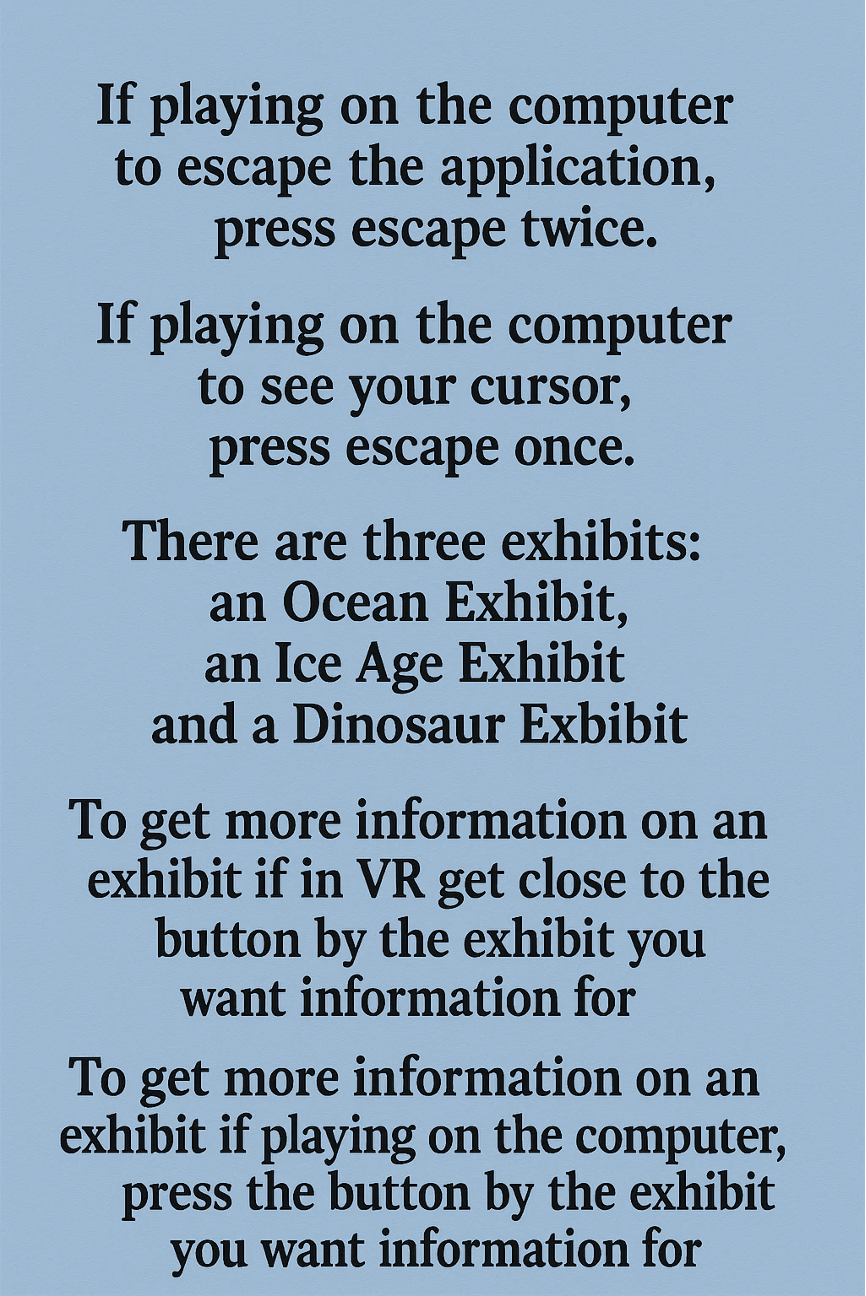 If playing on the computer
to escape the application,
press escape twice.
If playing on the computer
to see your cursor,
press escape once.
There are three exhibits:
an Ocean Exhibit,
an Ice Age Exhibit
and a Dinosaur Exbibit
To get more information on an
exhibit if in VR get close to the
button by the exhibit you
want information for
To get more information on an
exhibit if playing on the computer,
press the button by the exhibit
you want information for